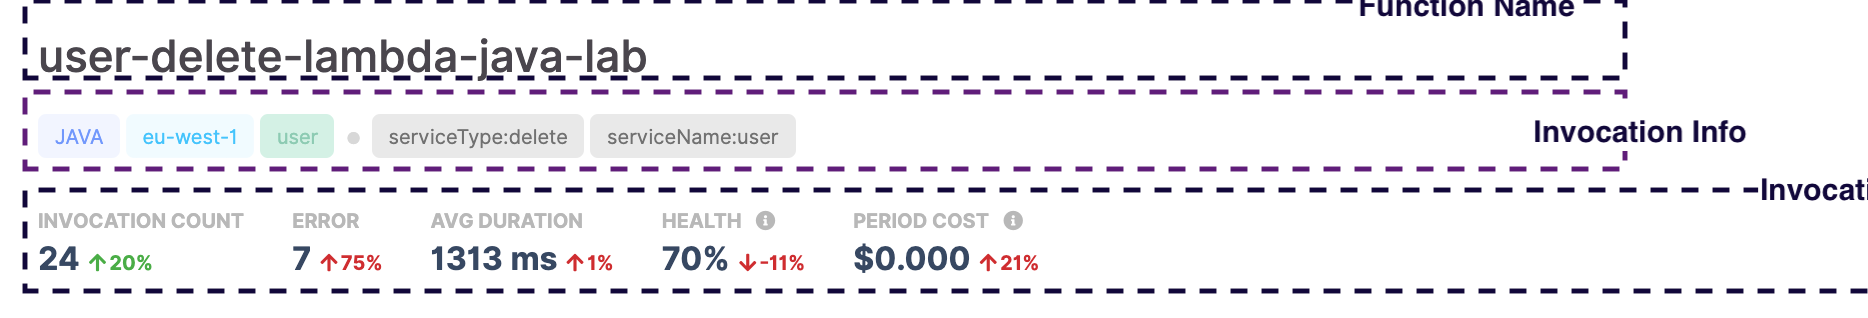 Function Name
user-delete-lambda-java-lab
JAVA eu-west-1 user serviceType:delete serviceName:user
Invocation Info
INVOCATION COUNT ERROR AVG DURATION HEALTH PERIOD COST
24 ↑20% 7 ↑75% 1313 ms ↑1% 70% ↓-11% $0.000 ↑21%